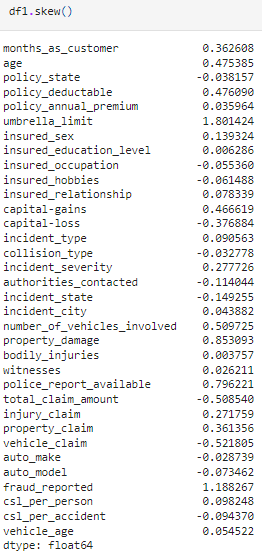 df1.skew()
months_as_customer 0.362608
age 0.475385
policy_state -0.038157
policy_deductable 0.476090
policy_annual_premium 0.035964
umbrella_limit 1.801424
insured_sex 0.139324
insured_education_level 0.006286
insured_occupation -0.055360
insured_hobbies -0.061488
insured_relationship 0.078339
capital-gains 0.466619
capital-loss -0.376884
incident_type 0.090563
collision_type -0.032778
incident_severity 0.277726
authorities_contacted -0.114044
incident_state -0.149255
incident_city 0.043882
number_of_vehicles_involved 0.509725
property_damage 0.853093
bodily_injuries 0.003757
witnesses 0.026211
police_report_available 0.796221
total_claim_amount -0.508540
injury_claim 0.271759
property_claim 0.361356
vehicle_claim -0.521805
auto_make -0.028739
auto_model -0.073462
fraud_reported 1.188267
csl_per_person 0.098248
csl_per_accident -0.094370
vehicle_age 0.054522
dtype: float64